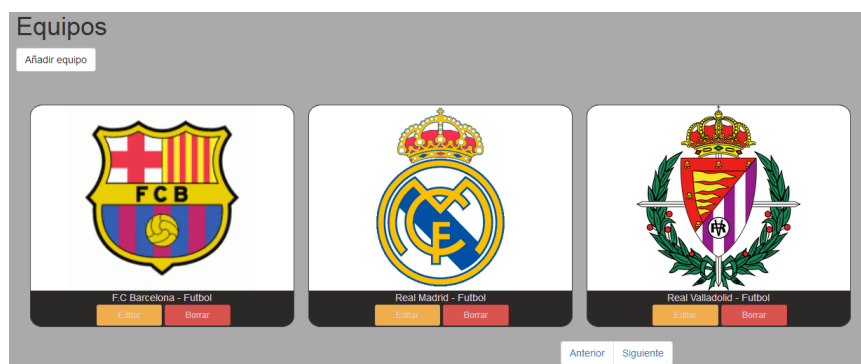 Equipos
Añadir equipo
FCB
F.C Barcelona - Futbol
Editar Borrar
Real Madrid - Futbol
Editar Borrar
Real Valladolid - Futbol
Editar Borrar
Anterior Siguiente